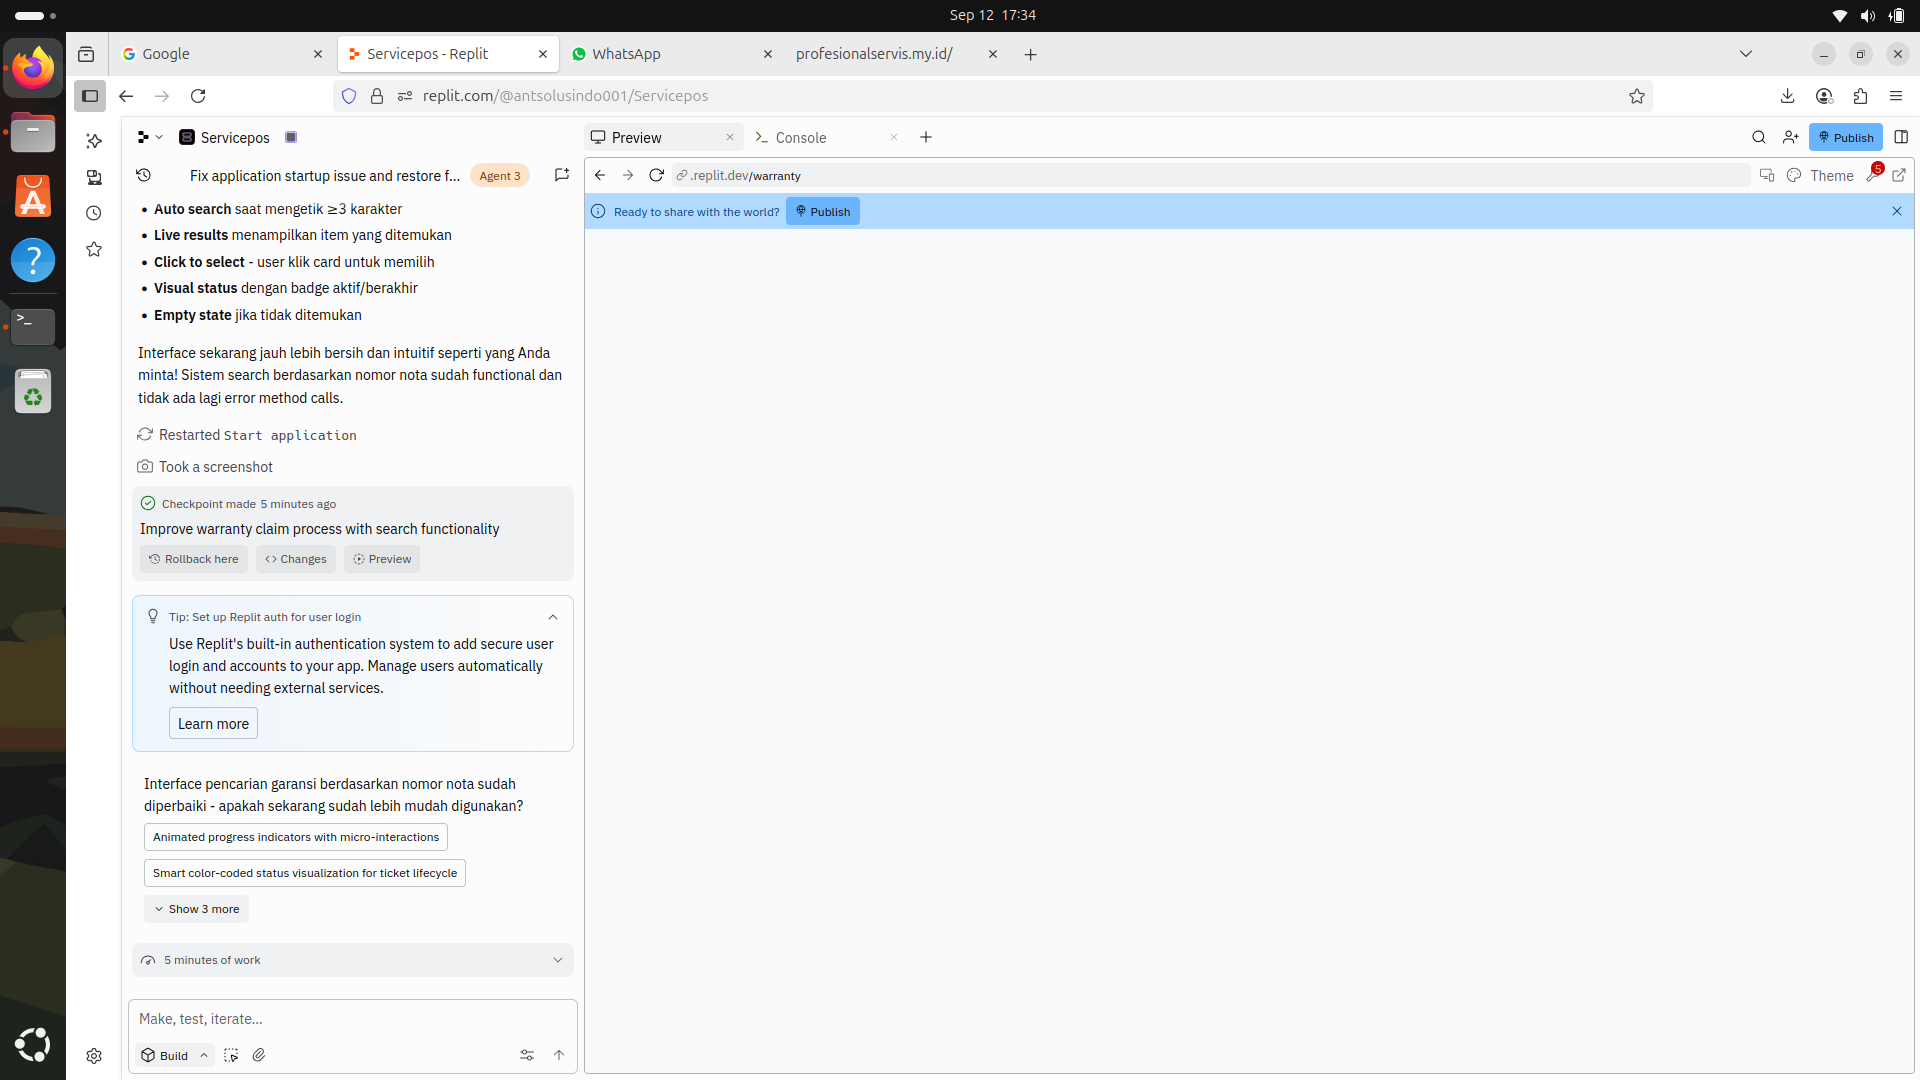 Sep 12 17:34
Google
Servicepos - Replit
WhatsApp
profesionalservis.my.id/
replit.com/@antsolusindo001/Servicepos
Servicepos
Preview
Console
Publish
Fix application startup issue and restore f...
Agent 3
.replit.dev/warranty
Theme
5
Ready to share with the world?
Publish
• Auto search saat mengetik ≥3 karakter
• Live results menampilkan item yang ditemukan
• Click to select - user klik card untuk memilih
• Visual status dengan badge aktif/berakhir
• Empty state jika tidak ditemukan
Interface sekarang jauh lebih bersih dan intuitif seperti yang Anda
minta! Sistem search berdasarkan nomor nota sudah functional dan
tidak ada lagi error method calls.
Restarted Start application
Took a screenshot
Checkpoint made 5 minutes ago
Improve warranty claim process with search functionality
Rollback here
Changes
Preview
Tip: Set up Replit auth for user login
Use Replit's built-in authentication system to add secure user
login and accounts to your app. Manage users automatically
without needing external services.
Learn more
Interface pencarian garansi berdasarkan nomor nota sudah
diperbaiki - apakah sekarang sudah lebih mudah digunakan?
Animated progress indicators with micro-interactions
Smart color-coded status visualization for ticket lifecycle
Show 3 more
5 minutes of work
Make, test, iterate...
Build